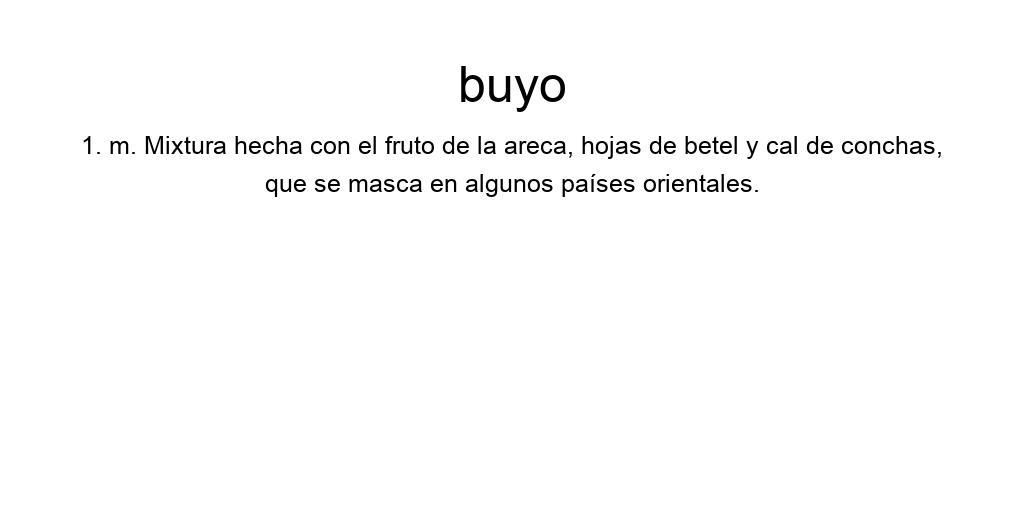 buyo
1. m. Mixtura hecha con el fruto de la areca, hojas de betel y cal de conchas,
que se masca en algunos países orientales.